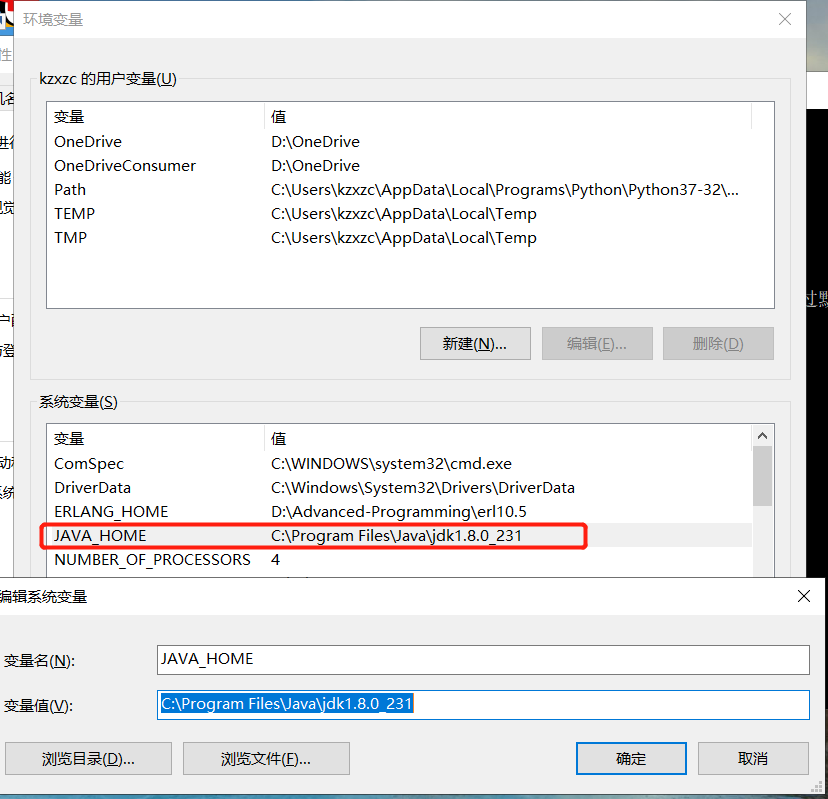 环境变量
kzxzc 的用户变量(U)
变量 值
OneDrive D:\OneDrive
OneDriveConsumer D:\OneDrive
Path C:\Users\kzxzc\AppData\Local\Programs\Python\Python37-32\...
TEMP C:\Users\kzxzc\AppData\Local\Temp
TMP C:\Users\kzxzc\AppData\Local\Temp
新建(N)... 编辑(E)... 删除(D)
系统变量(S)
变量 值
ComSpec C:\WINDOWS\system32\cmd.exe
DriverData C:\Windows\System32\Drivers\DriverData
ERLANG_HOME D:\Advanced-Programming\erl10.5
JAVA_HOME C:\Program Files\Java\jdk1.8.0_231
NUMBER_OF_PROCESSORS 4
编辑系统变量
变量名(N): JAVA_HOME
变量值(V): C:\Program Files\Java\jdk1.8.0_231
浏览目录(D)... 浏览文件(F)... 确定 取消